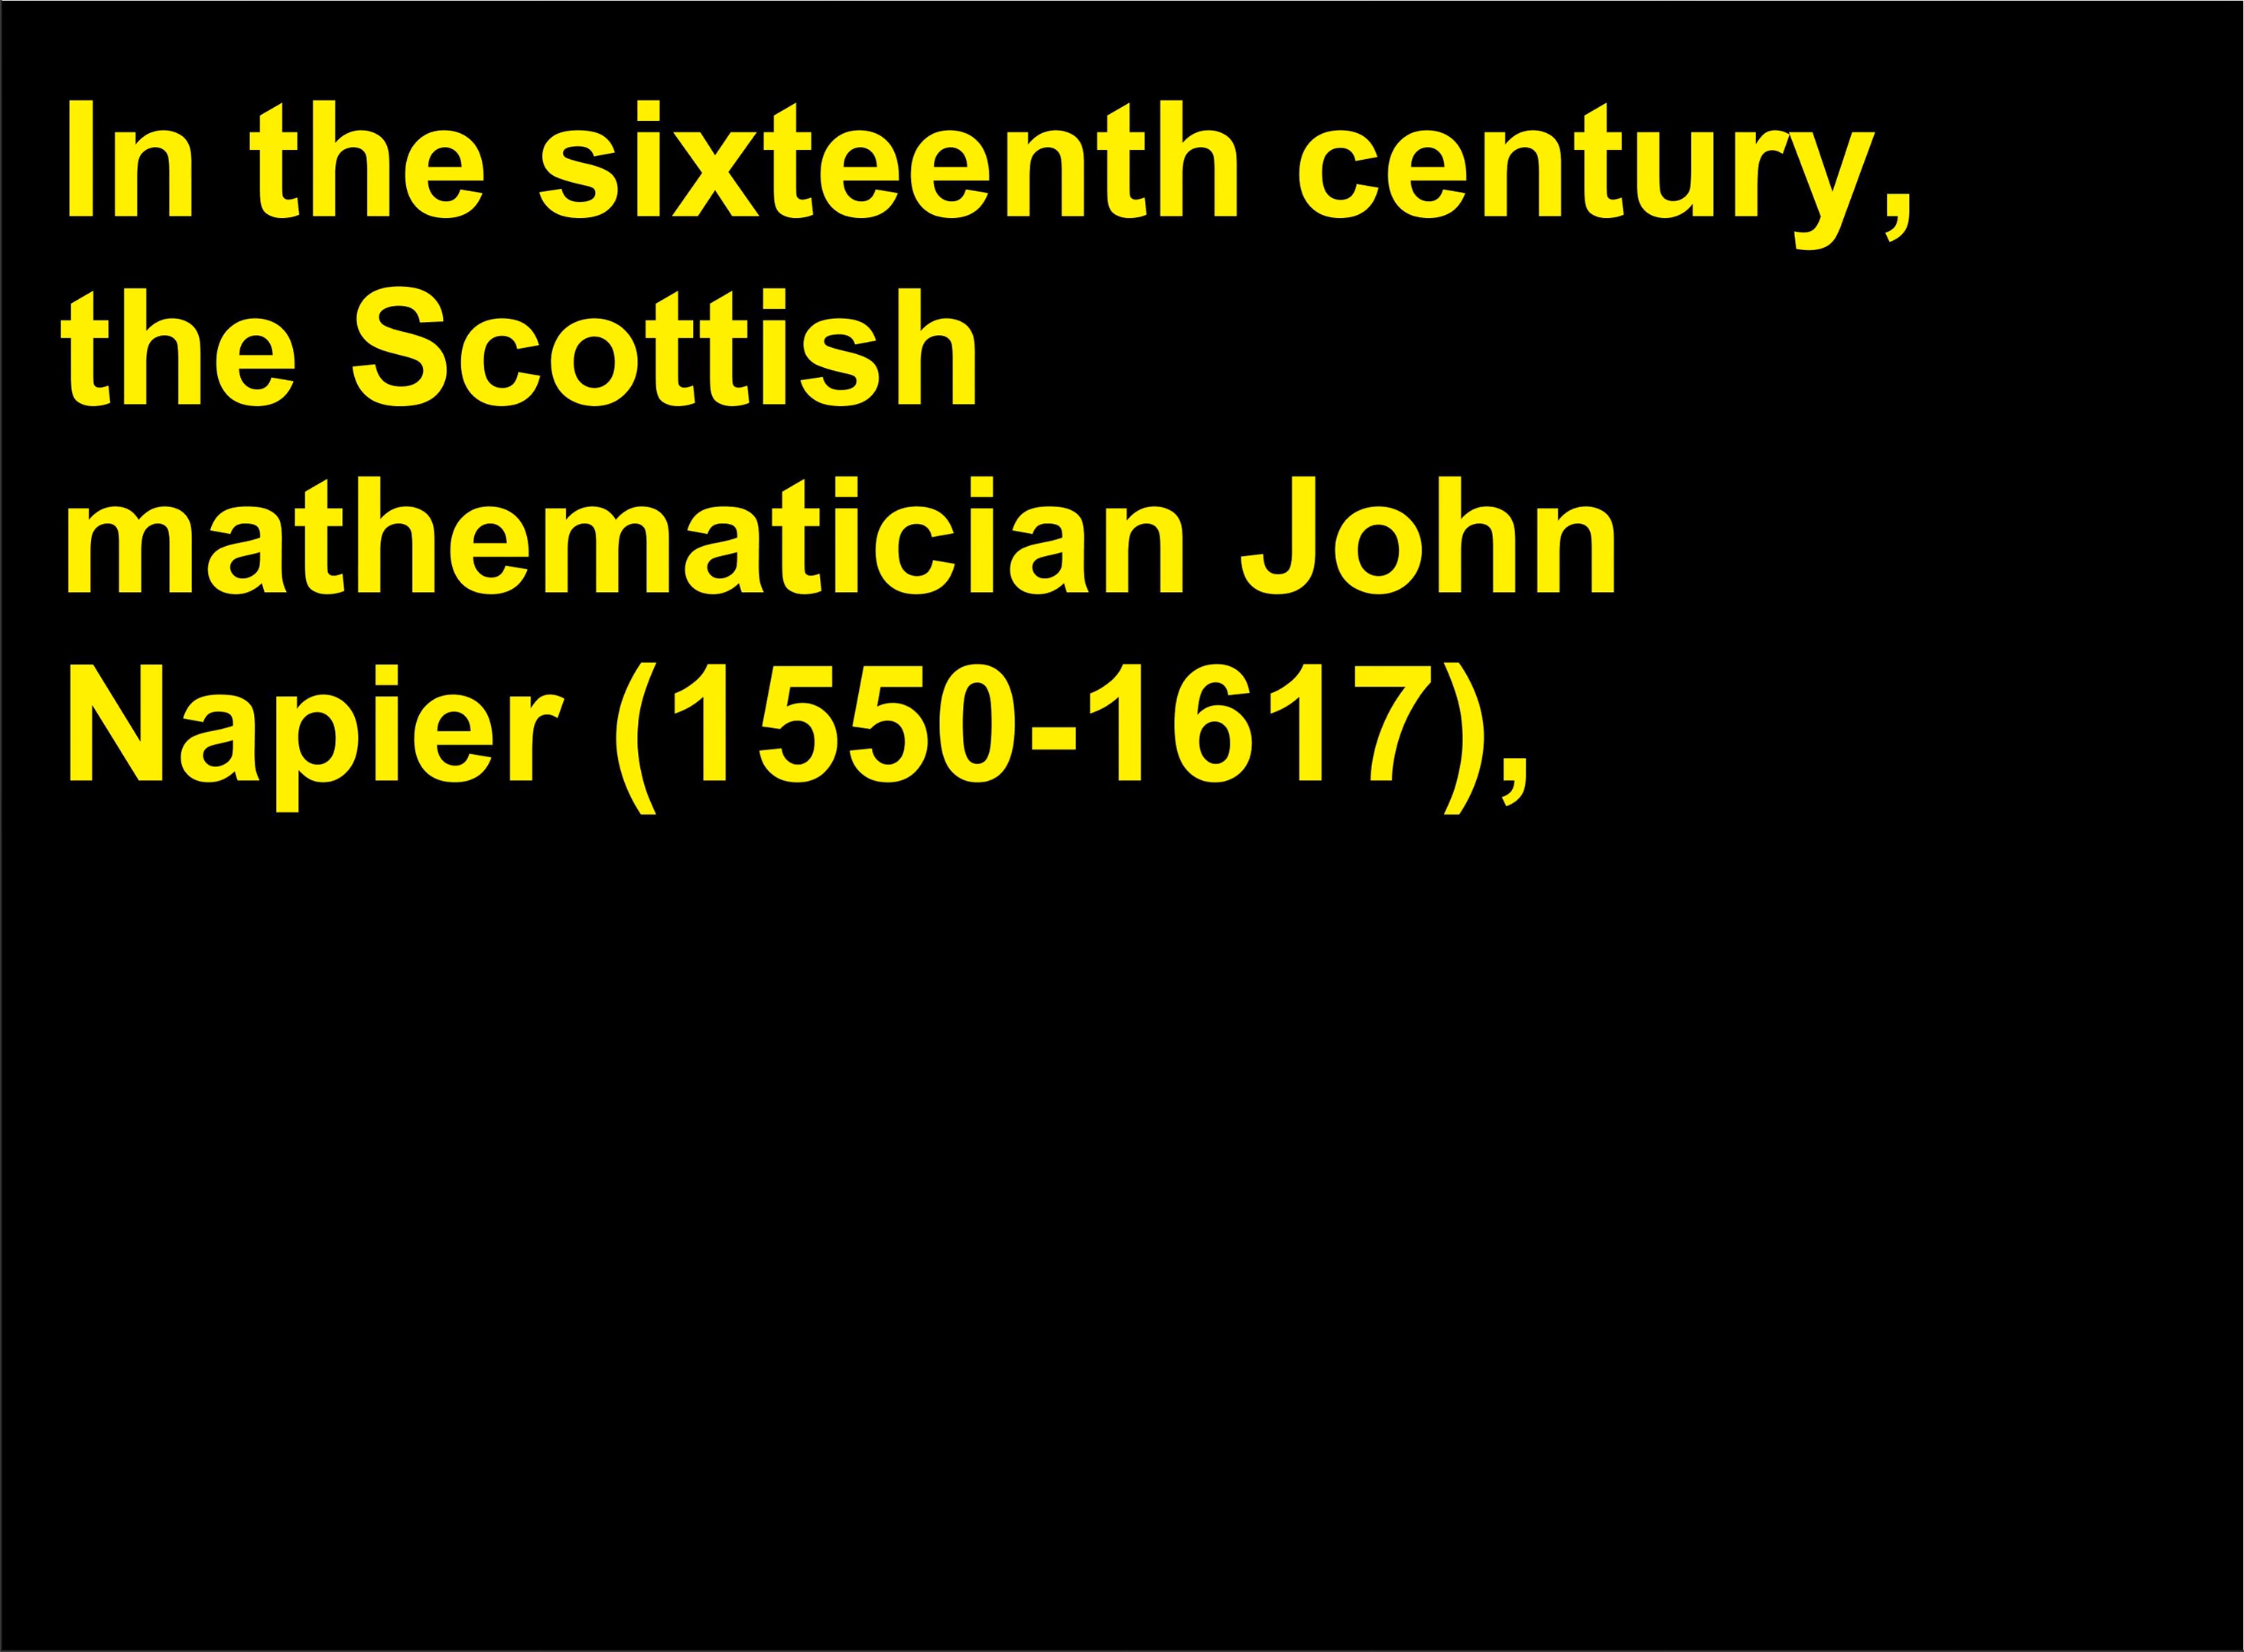 In the sixteenth century,
the Scottish
mathematician John
Napier (1550-1617),